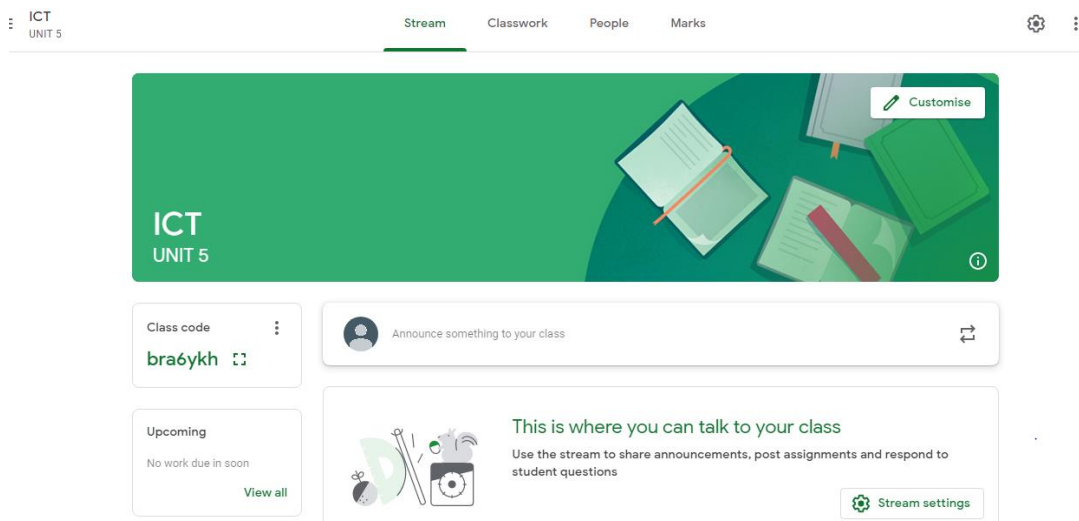 ICT
UNIT 5
Stream Classwork People Marks
Customise
ICT
UNIT 5
Class code
bra6ykh
Announce something to your class
Upcoming
No work due in soon
View all
This is where you can talk to your class
Use the stream to share announcements, post assignments and respond to
student questions
Stream settings